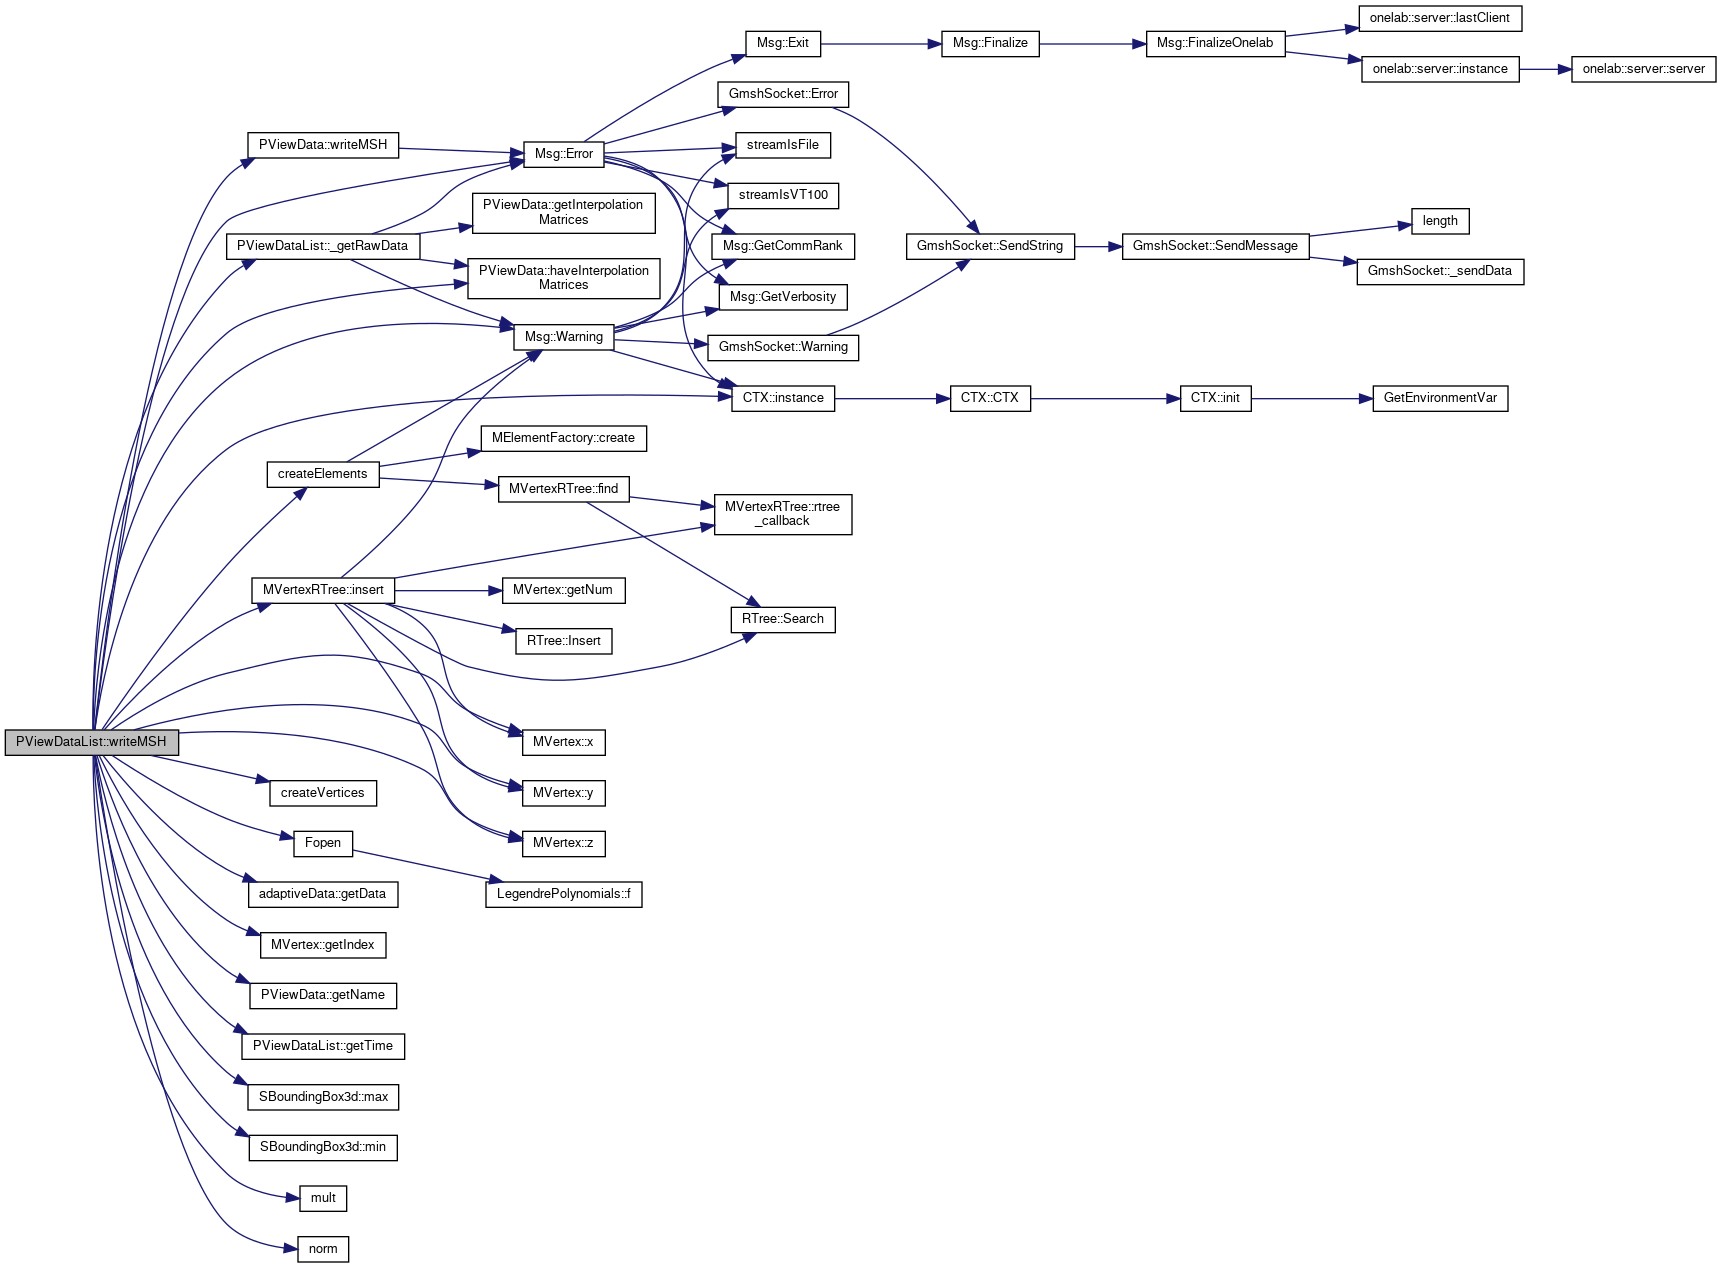 PViewDataList::writeMSH
PViewData::writeMSH
PViewDataList::_getRawData
createElements
MVertexRTree::insert
createVertices
Fopen
adaptiveData::getData
MVertex::getIndex
PViewData::getName
PViewDataList::getTime
SBoundingBox3d::max
SBoundingBox3d::min
mult
norm
Msg::Error
PViewData::getInterpolation
Matrices
PViewData::haveInterpolation
Matrices
Msg::Warning
MElementFactory::create
MVertexRTree::find
MVertex::getNum
RTree::Insert
MVertex::x
MVertex::y
MVertex::z
LegendrePolynomials::f
Msg::Exit
GmshSocket::Error
streamIsFile
streamIsVT100
Msg::GetCommRank
Msg::GetVerbosity
GmshSocket::Warning
CTX::instance
MVertexRTree::rtree
_callback
RTree::Search
Msg::Finalize
GmshSocket::SendString
CTX::CTX
Msg::FinalizeOnelab
GmshSocket::SendMessage
CTX::init
onelab::server::lastClient
onelab::server::instance
length
GmshSocket::_sendData
GetEnvironmentVar
onelab::server::server